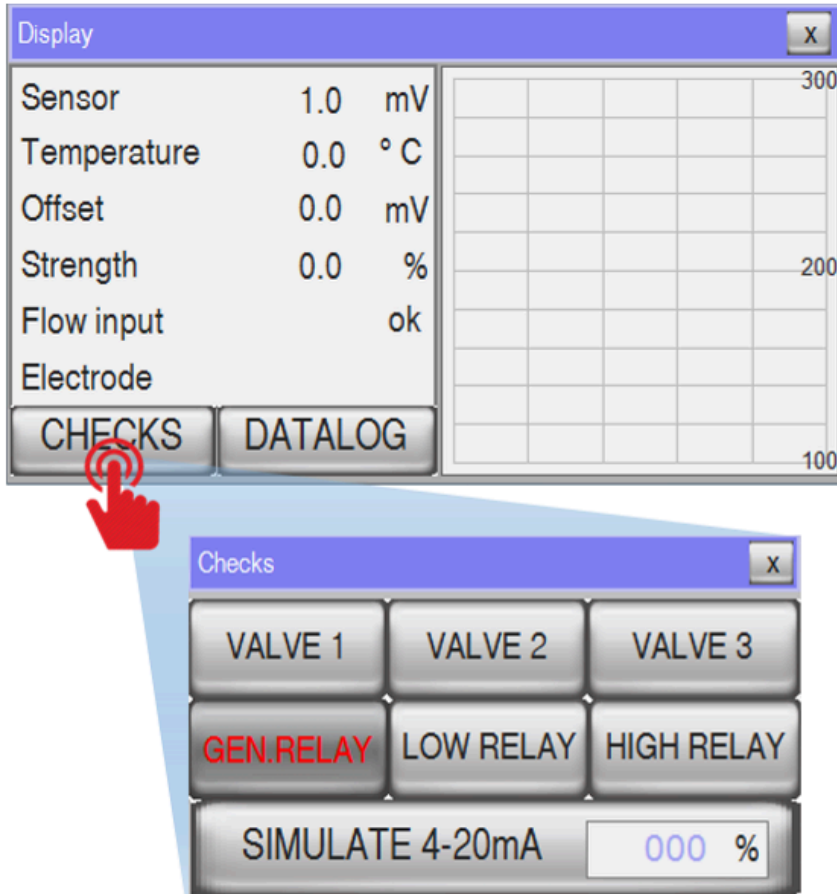 Display x
Sensor 1.0 mV
Temperature 0.0 ° C
Offset 0.0 mV
Strength 0.0 %
Flow input ok
Electrode
CHECKS DATALOG
300
200
100
Checks x
VALVE 1 VALVE 2 VALVE 3
GEN.RELAY LOW RELAY HIGH RELAY
SIMULATE 4-20mA 000 %